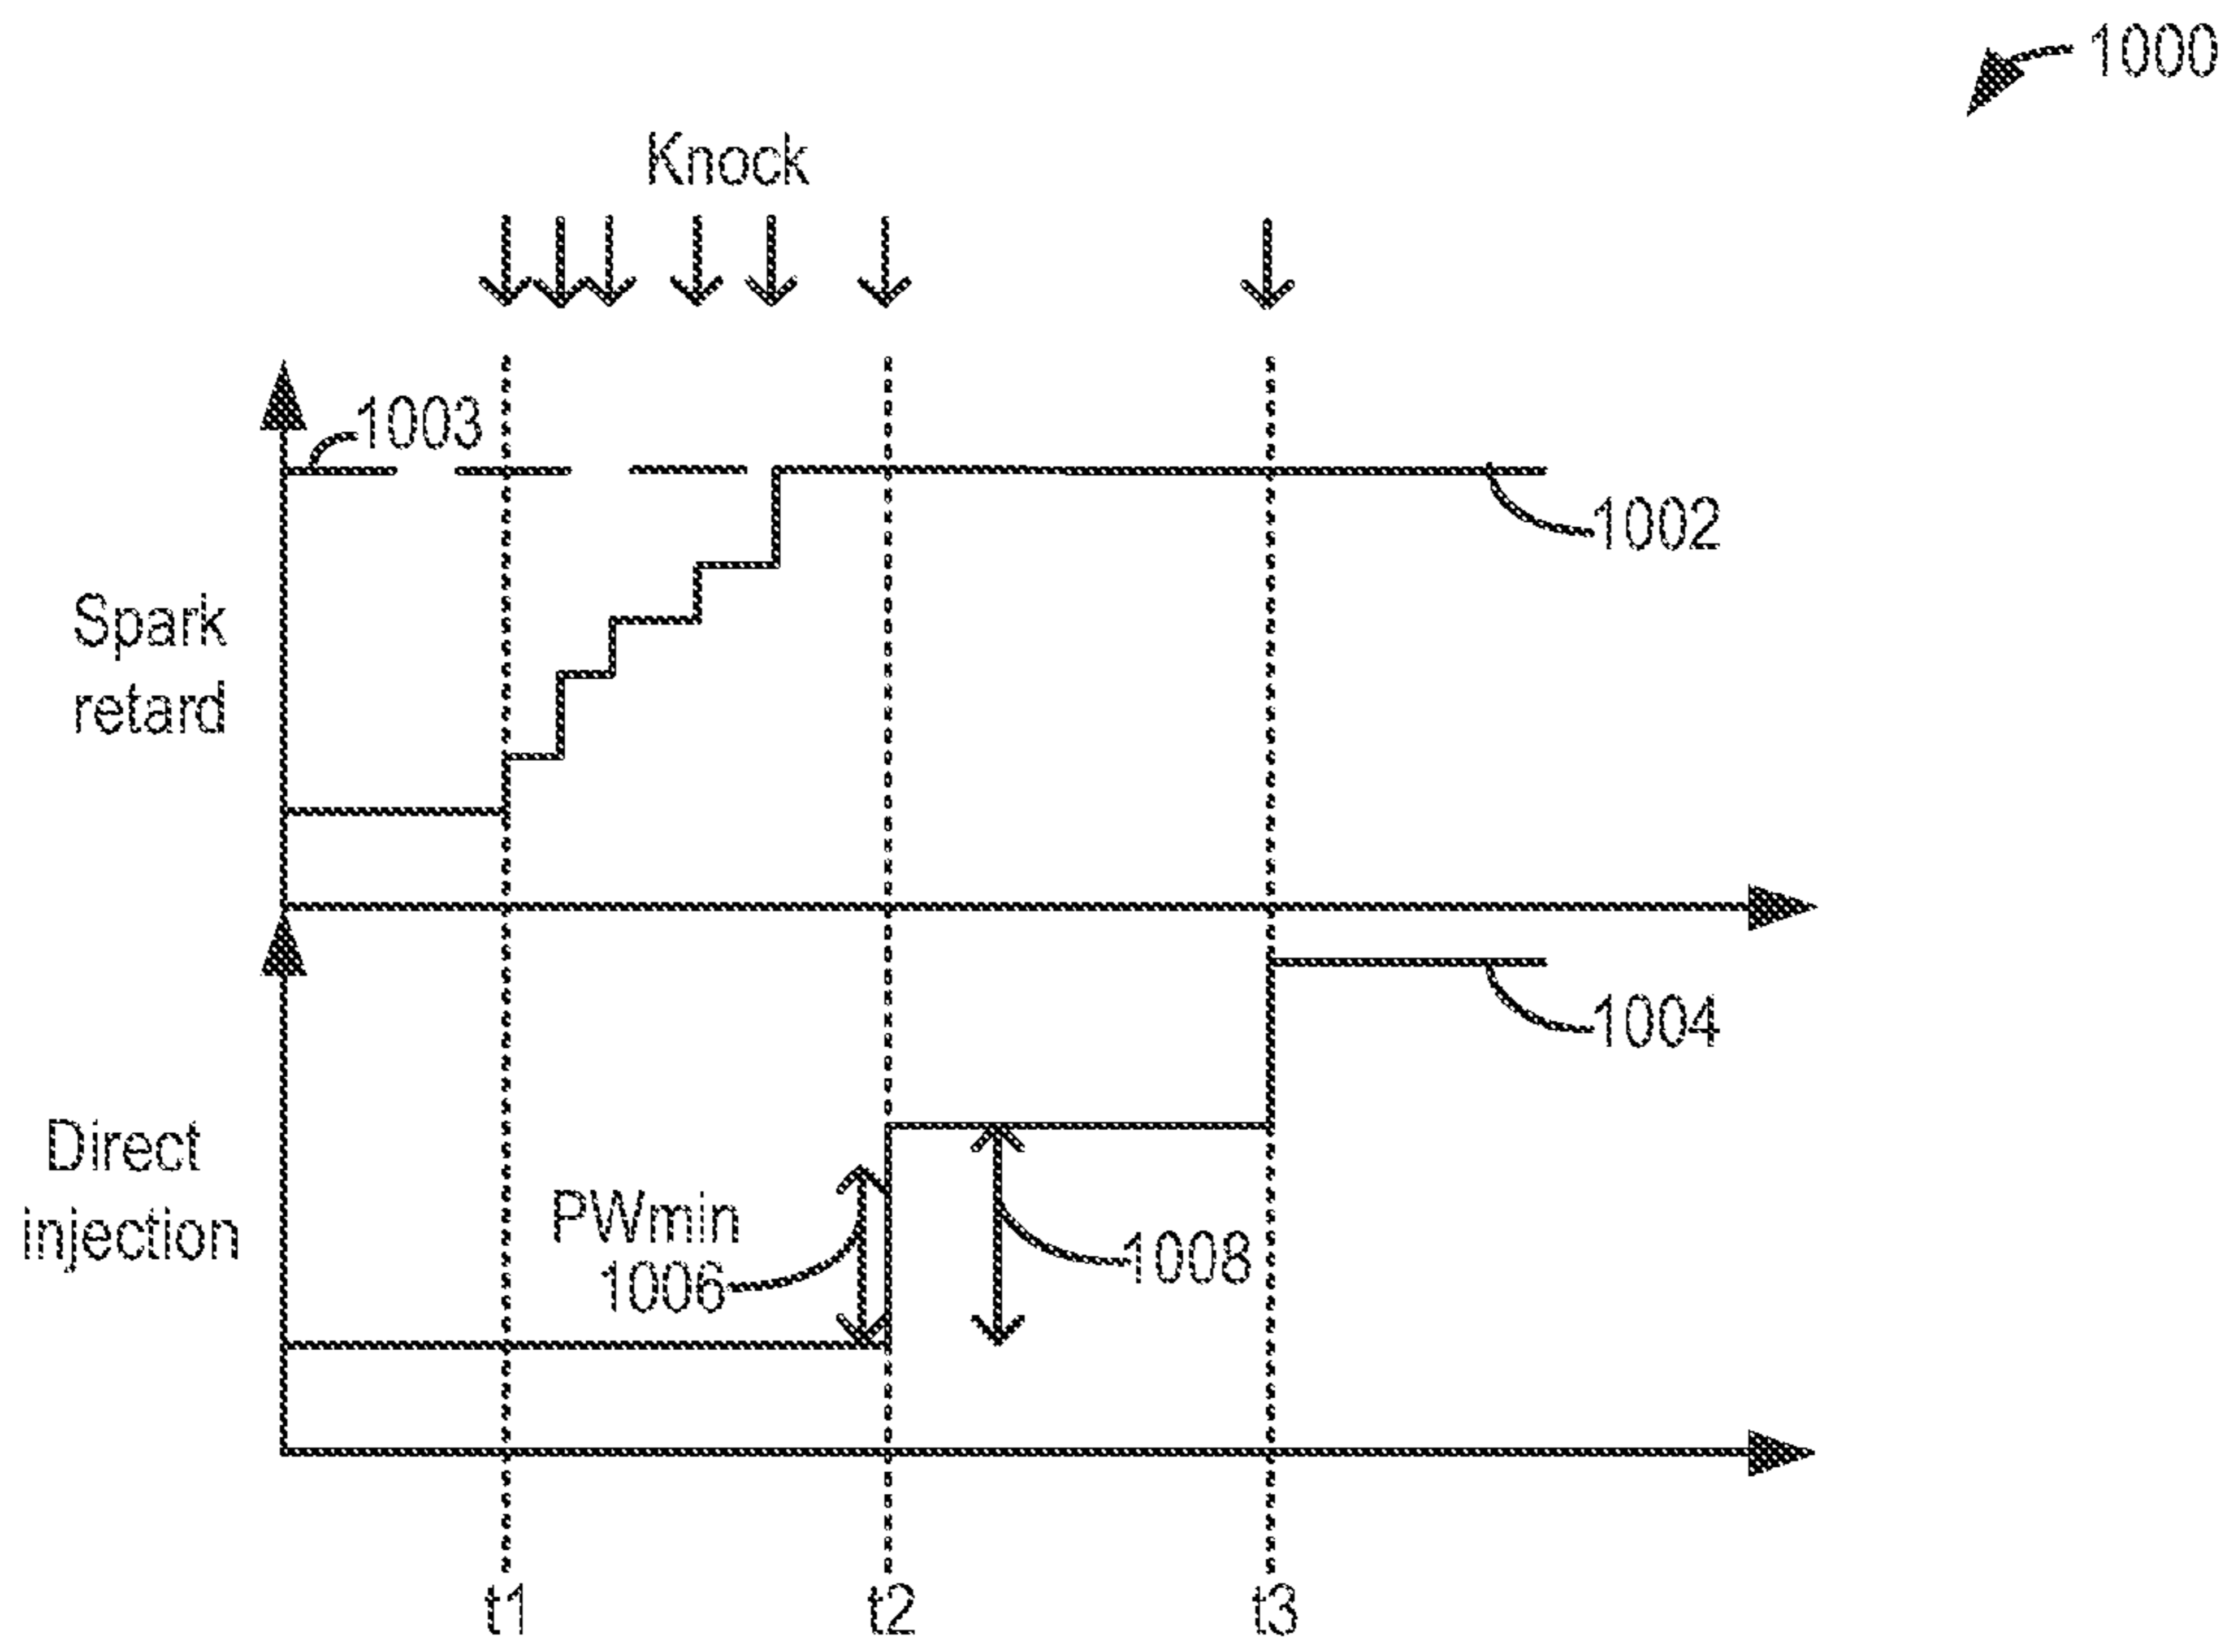 1000
Knock
1003
1002
Spark
retard
1004
Direct
injection
PWmin
1006
1008
t1 t2 t3